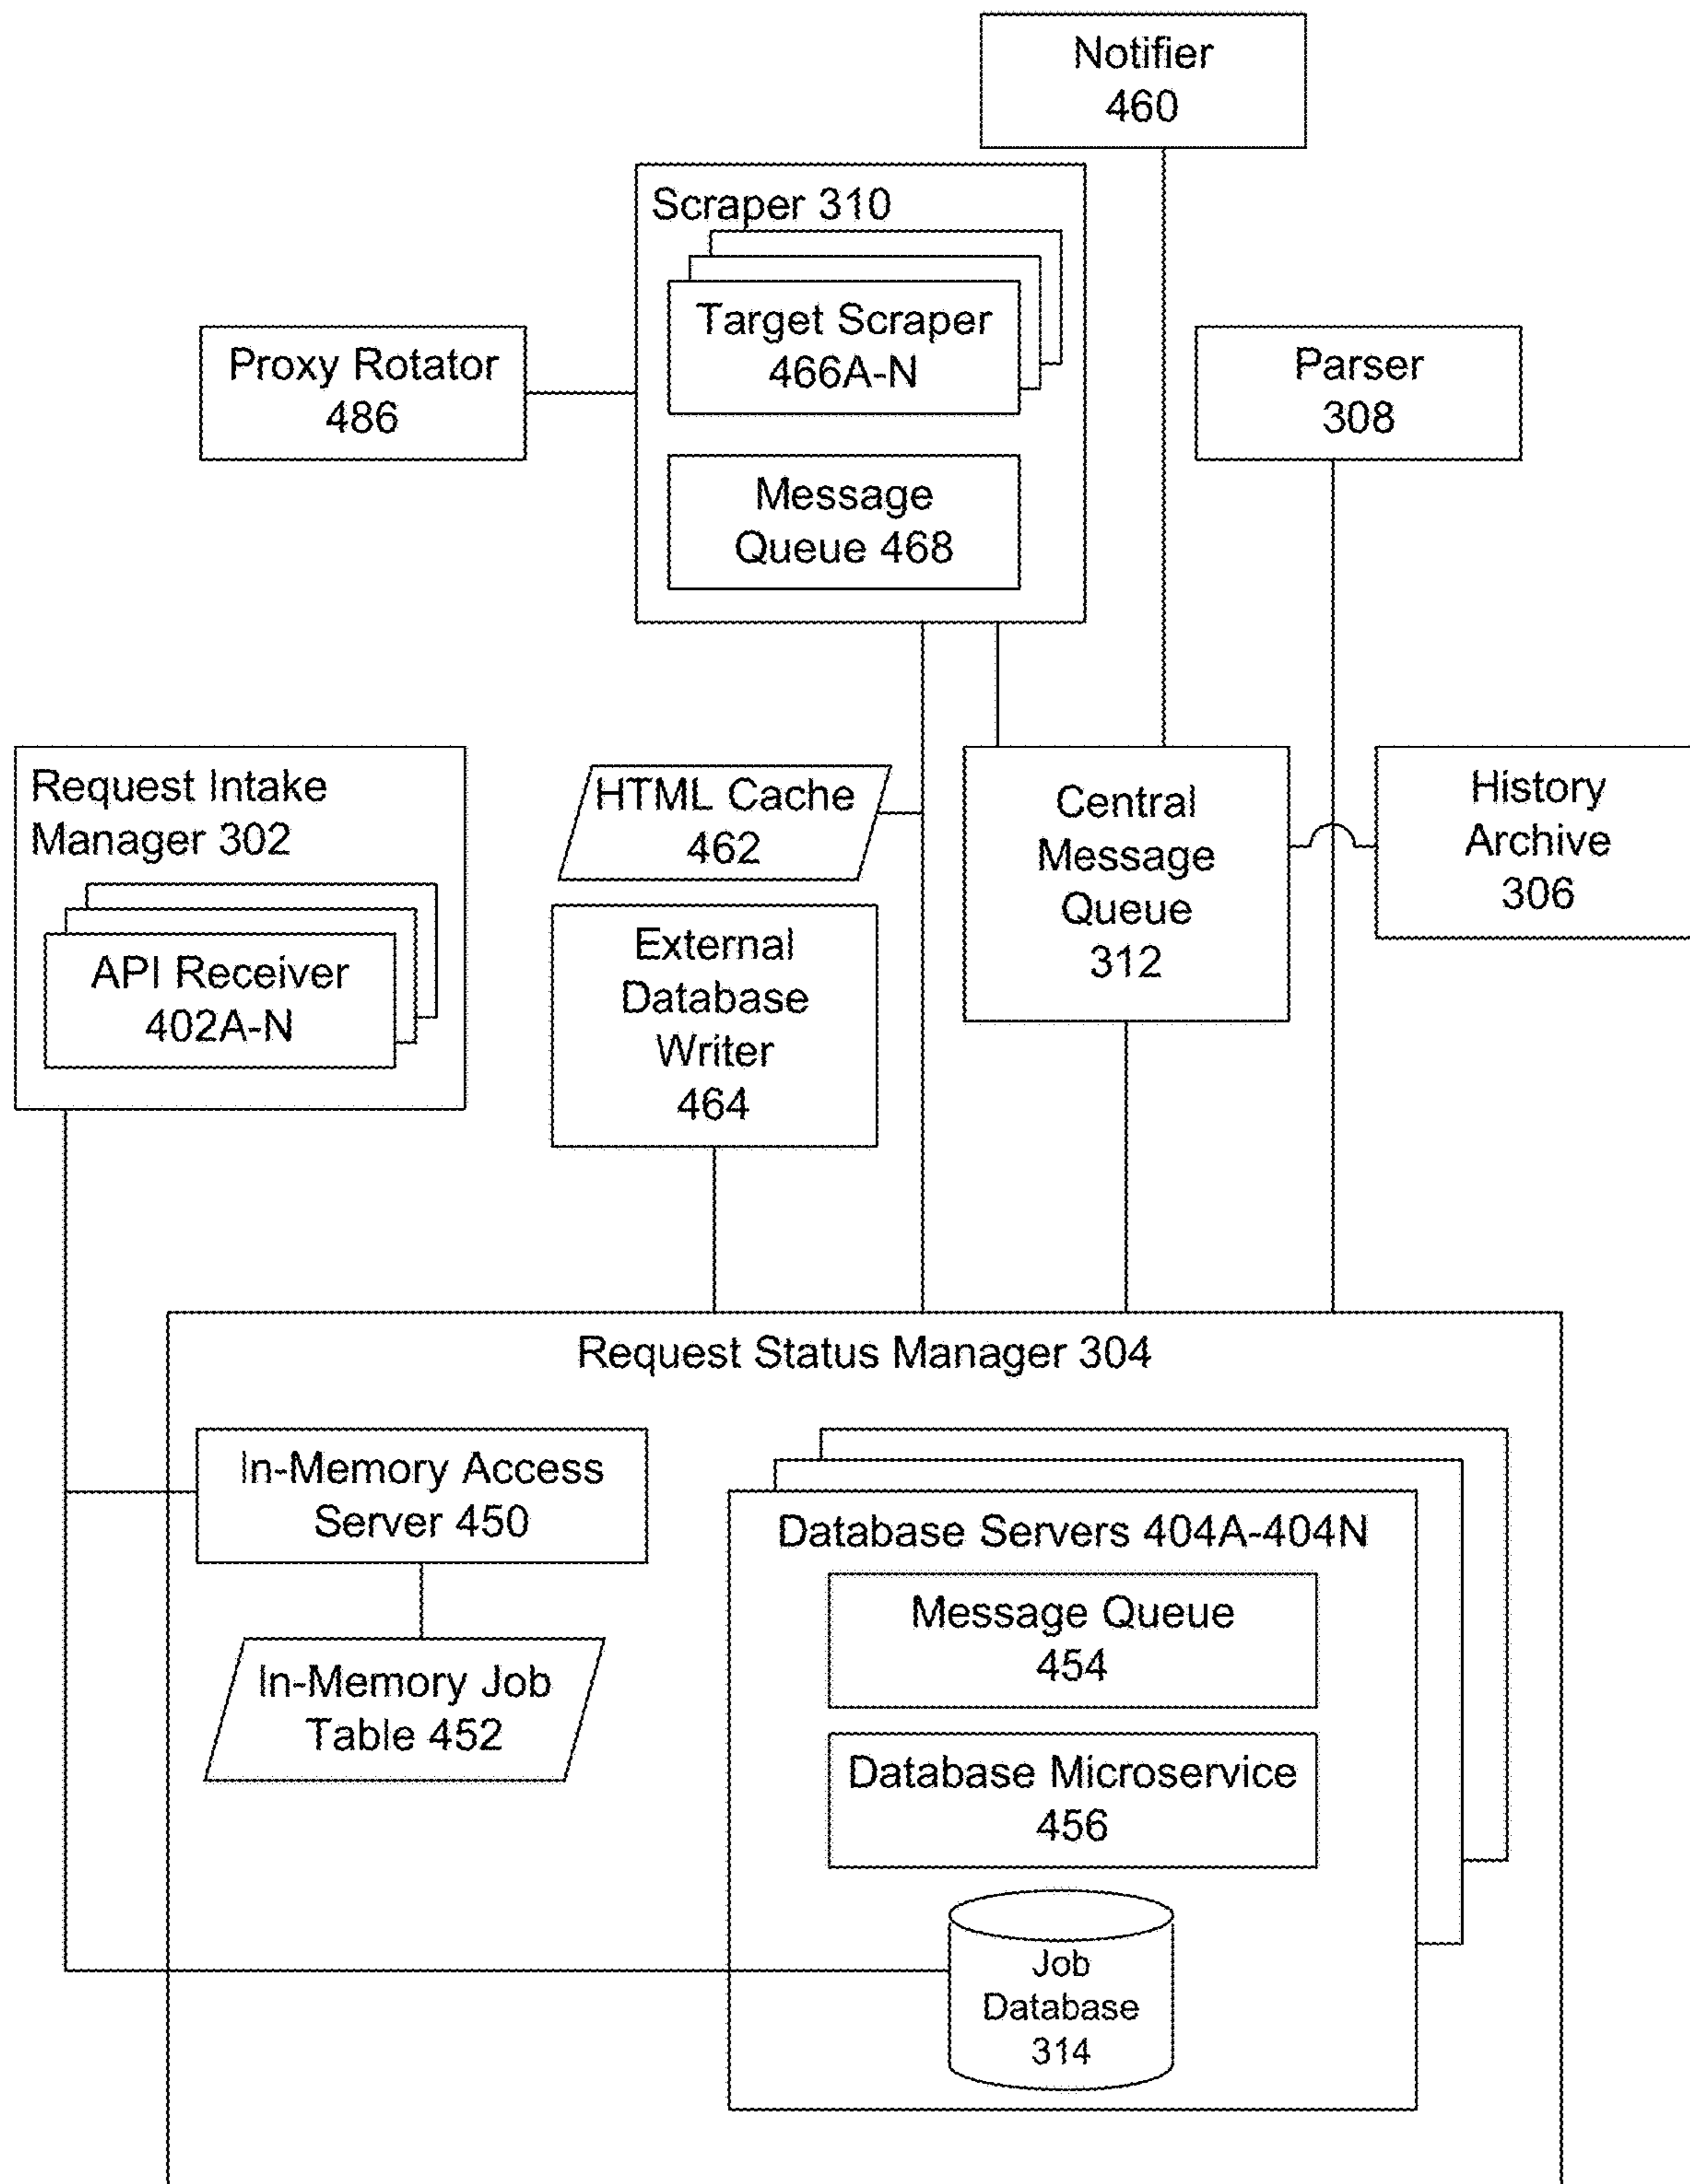 Notifier
460
Scraper 310
Target Scraper
466A-N
Proxy Rotator
486
Parser
308
Message
Queue 468
Request Intake
Manager 302
API Receiver
402A-N
HTML Cache
462
External
Database
Writer
464
Central
Message
Queue
312
History
Archive
306
Request Status Manager 304
In-Memory Access
Server 450
In-Memory Job
Table 452
Database Servers 404A-404N
Message Queue
454
Database Microservice
456
Job
Database
314